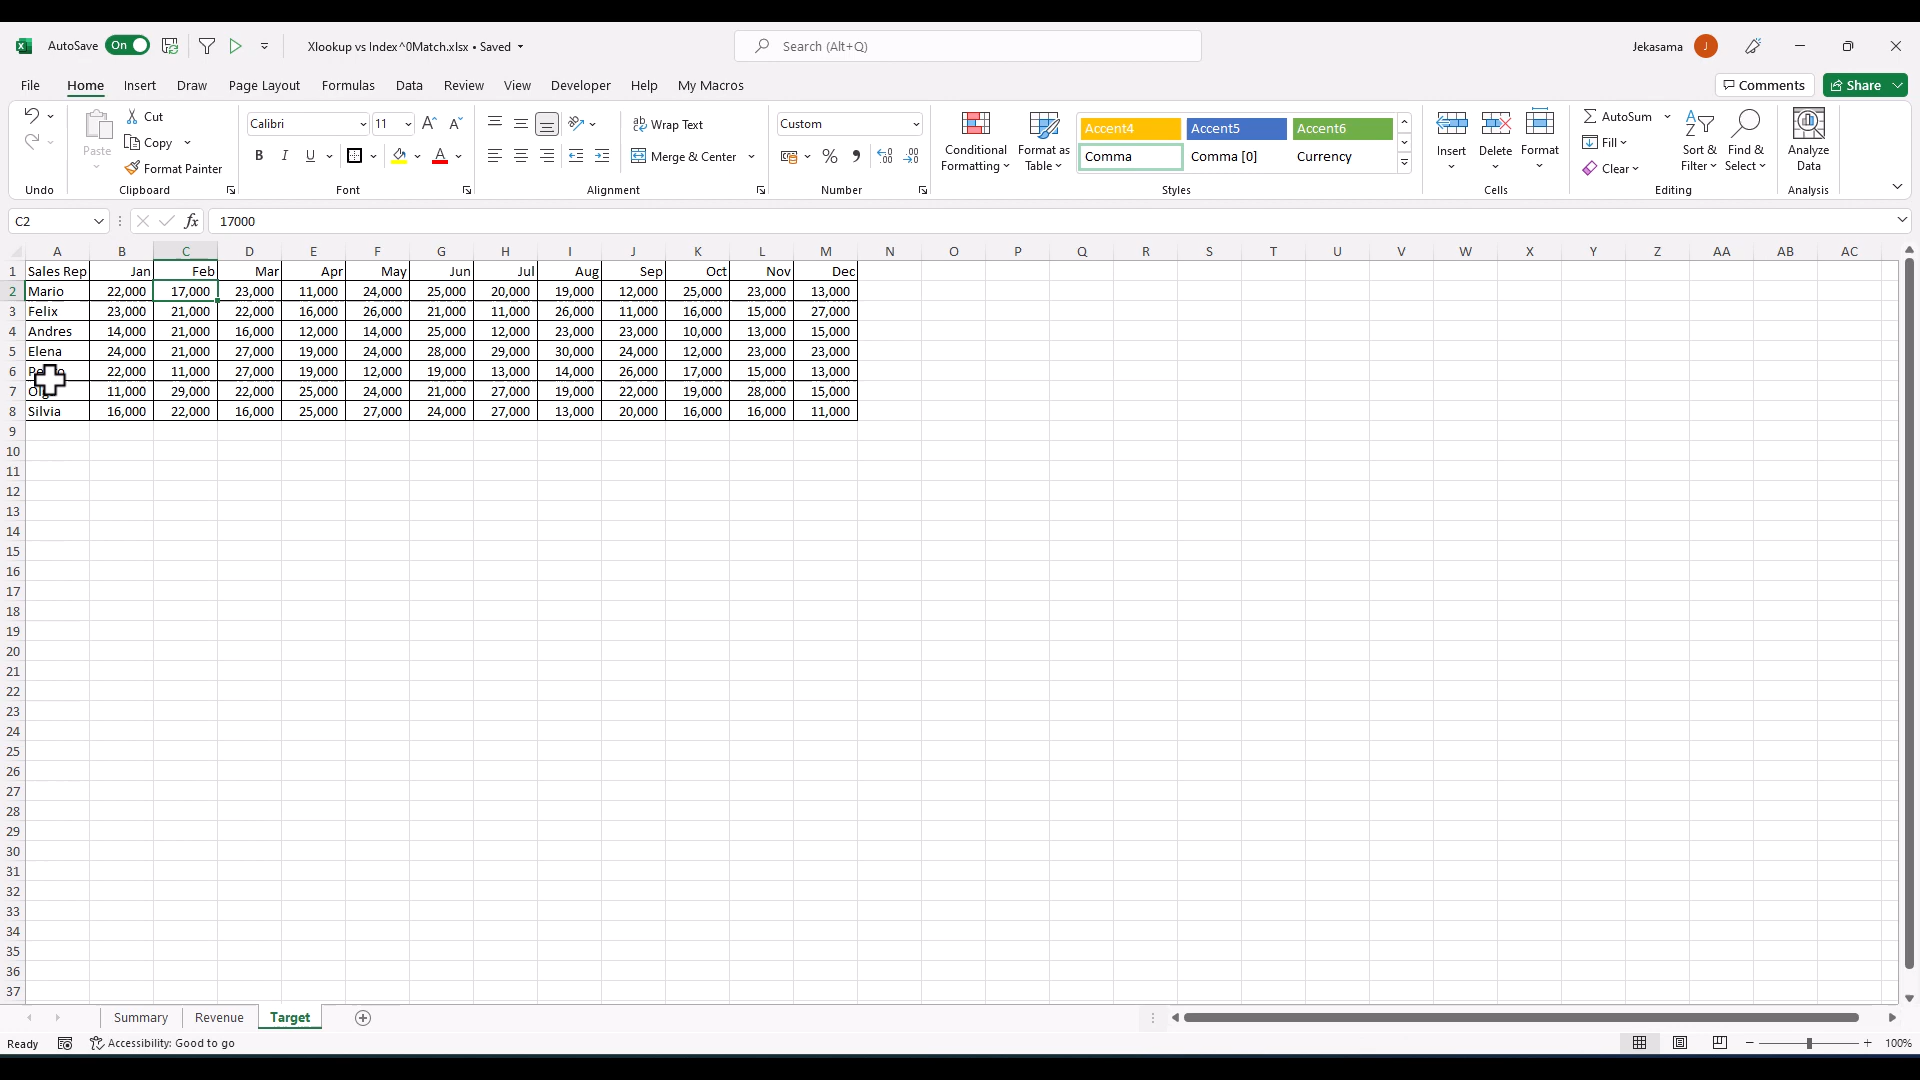 AutoSave On Xlookup vs Index^0Match.xlsx • Saved Search (Alt+Q) Jekasama J
File Home Insert Draw Page Layout Formulas Data Review View Developer Help My Macros Comments Share
Cut Calibri 11 A A ab Wrap Text Custom Accent4 Accent5 Accent6 AutoSum
Paste Copy Conditional Formatting Format as Table Insert Delete Format Fill Sort & Filter Find & Select Analyze Data
Format Painter B I U A Merge & Center % Comma Comma [0] Currency Clear
Undo Clipboard Font Alignment Number Styles Cells Editing Analysis
C2 fx 17000
A B C D E F G H I J K L M N O P Q R S T U V W X Y Z AA AB AC
1 Sales Rep Jan Feb Mar Apr May Jun Jul Aug Sep Oct Nov Dec
2 Mario 22,000 17,000 23,000 11,000 24,000 25,000 20,000 19,000 12,000 25,000 23,000 13,000
3 Felix 23,000 21,000 22,000 16,000 26,000 21,000 11,000 26,000 11,000 16,000 15,000 27,000
4 Andres 14,000 21,000 16,000 12,000 14,000 25,000 12,000 23,000 23,000 10,000 13,000 15,000
5 Elena 24,000 21,000 27,000 19,000 24,000 28,000 29,000 30,000 24,000 12,000 23,000 23,000
6 22,000 11,000 27,000 19,000 12,000 19,000 13,000 14,000 26,000 17,000 15,000 13,000
7 11,000 29,000 22,000 25,000 24,000 21,000 27,000 19,000 22,000 19,000 28,000 15,000
8 Silvia 16,000 22,000 16,000 25,000 27,000 24,000 27,000 13,000 20,000 16,000 16,000 11,000
9
10
11
12
13
14
15
16
17
18
19
20
21
22
23
24
25
26
27
28
29
30
31
32
33
34
35
36
37
Summary Revenue Target
Ready Accessibility: Good to go 100%